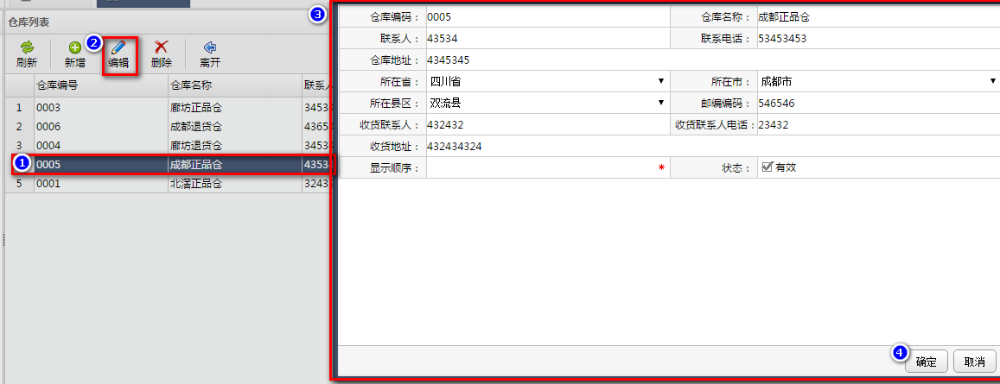 仓库列表
刷新 新增 ② 编辑 删除 离开
仓库编号 仓库名称 联系人
1 0003 廊坊正品仓 3453
2 0006 成都退货仓 4365
3 0004 廊坊退货仓 3453
① 0005 成都正品仓 4353
5 0001 北滘正品仓 3243
③
仓库编码： 0005 仓库名称： 成都正品仓
联系人： 43534 联系电话： 53453453
仓库地址： 4345345
所在省： 四川省 所在市： 成都市
所在县区： 双流县 邮编编码： 546546
收货联系人： 432432 收货联系人电话： 23432
收货地址： 432434324
显示顺序： * 状态： 有效
④ 确定 取消